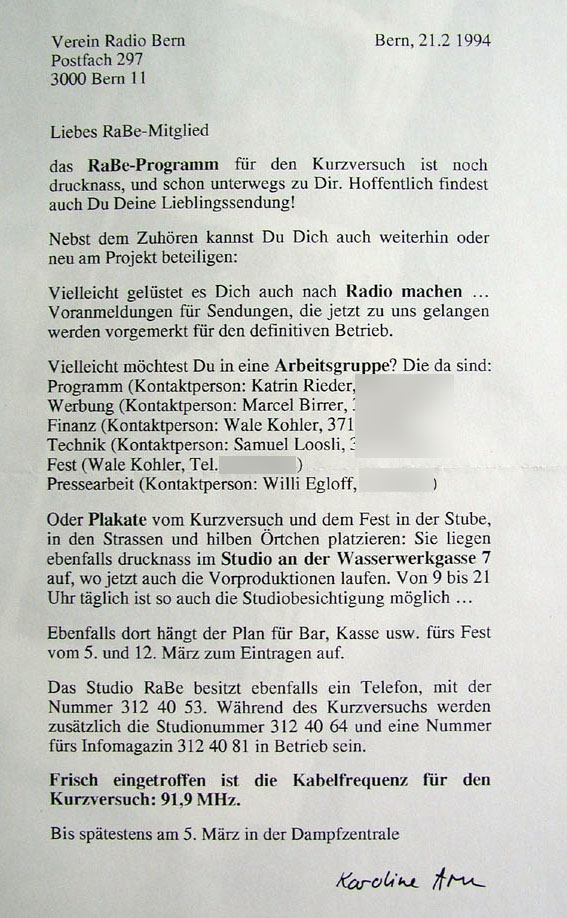 Verein Radio Bern Bern, 21.2 1994
Postfach 297
3000 Bern 11
Liebes RaBe-Mitglied
das RaBe-Programm für den Kurzversuch ist noch
drucknass, und schon unterwegs zu Dir. Hoffentlich findest
auch Du Deine Lieblingssendung!
Nebst dem Zuhören kannst Du Dich auch weiterhin oder
neu am Projekt beteiligen:
Vielleicht gelüstet es Dich auch nach Radio machen ...
Voranmeldungen für Sendungen, die jetzt zu uns gelangen
werden vorgemerkt für den definitiven Betrieb.
Vielleicht möchtest Du in eine Arbeitsgruppe? Die da sind:
Programm (Kontaktperson: Katrin Rieder,
Werbung (Kontaktperson: Marcel Birrer,
Finanz (Kontaktperson: Wale Kohler, 371
Technik (Kontaktperson: Samuel Loosli,
Fest (Wale Kohler, Tel. )
Pressearbeit (Kontaktperson: Willi Egloff, )
Oder Plakate vom Kurzversuch und dem Fest in der Stube,
in den Strassen und hilben Örtchen platzieren: Sie liegen
ebenfalls drucknass im Studio an der Wasserwerkgasse 7
auf, wo jetzt auch die Vorproduktionen laufen. Von 9 bis 21
Uhr täglich ist so auch die Studiobesichtigung möglich ...
Ebenfalls dort hängt der Plan für Bar, Kasse usw. fürs Fest
vom 5. und 12. März zum Eintragen auf.
Das Studio RaBe besitzt ebenfalls ein Telefon, mit der
Nummer 312 40 53. Während des Kurzversuchs werden
zusätzlich die Studionummer 312 40 64 und eine Nummer
fürs Infomagazin 312 40 81 in Betrieb sein.
Frisch eingetroffen ist die Kabelfrequenz für den
Kurzversuch: 91,9 MHz.
Bis spätestens am 5. März in der Dampfzentrale
Karoline